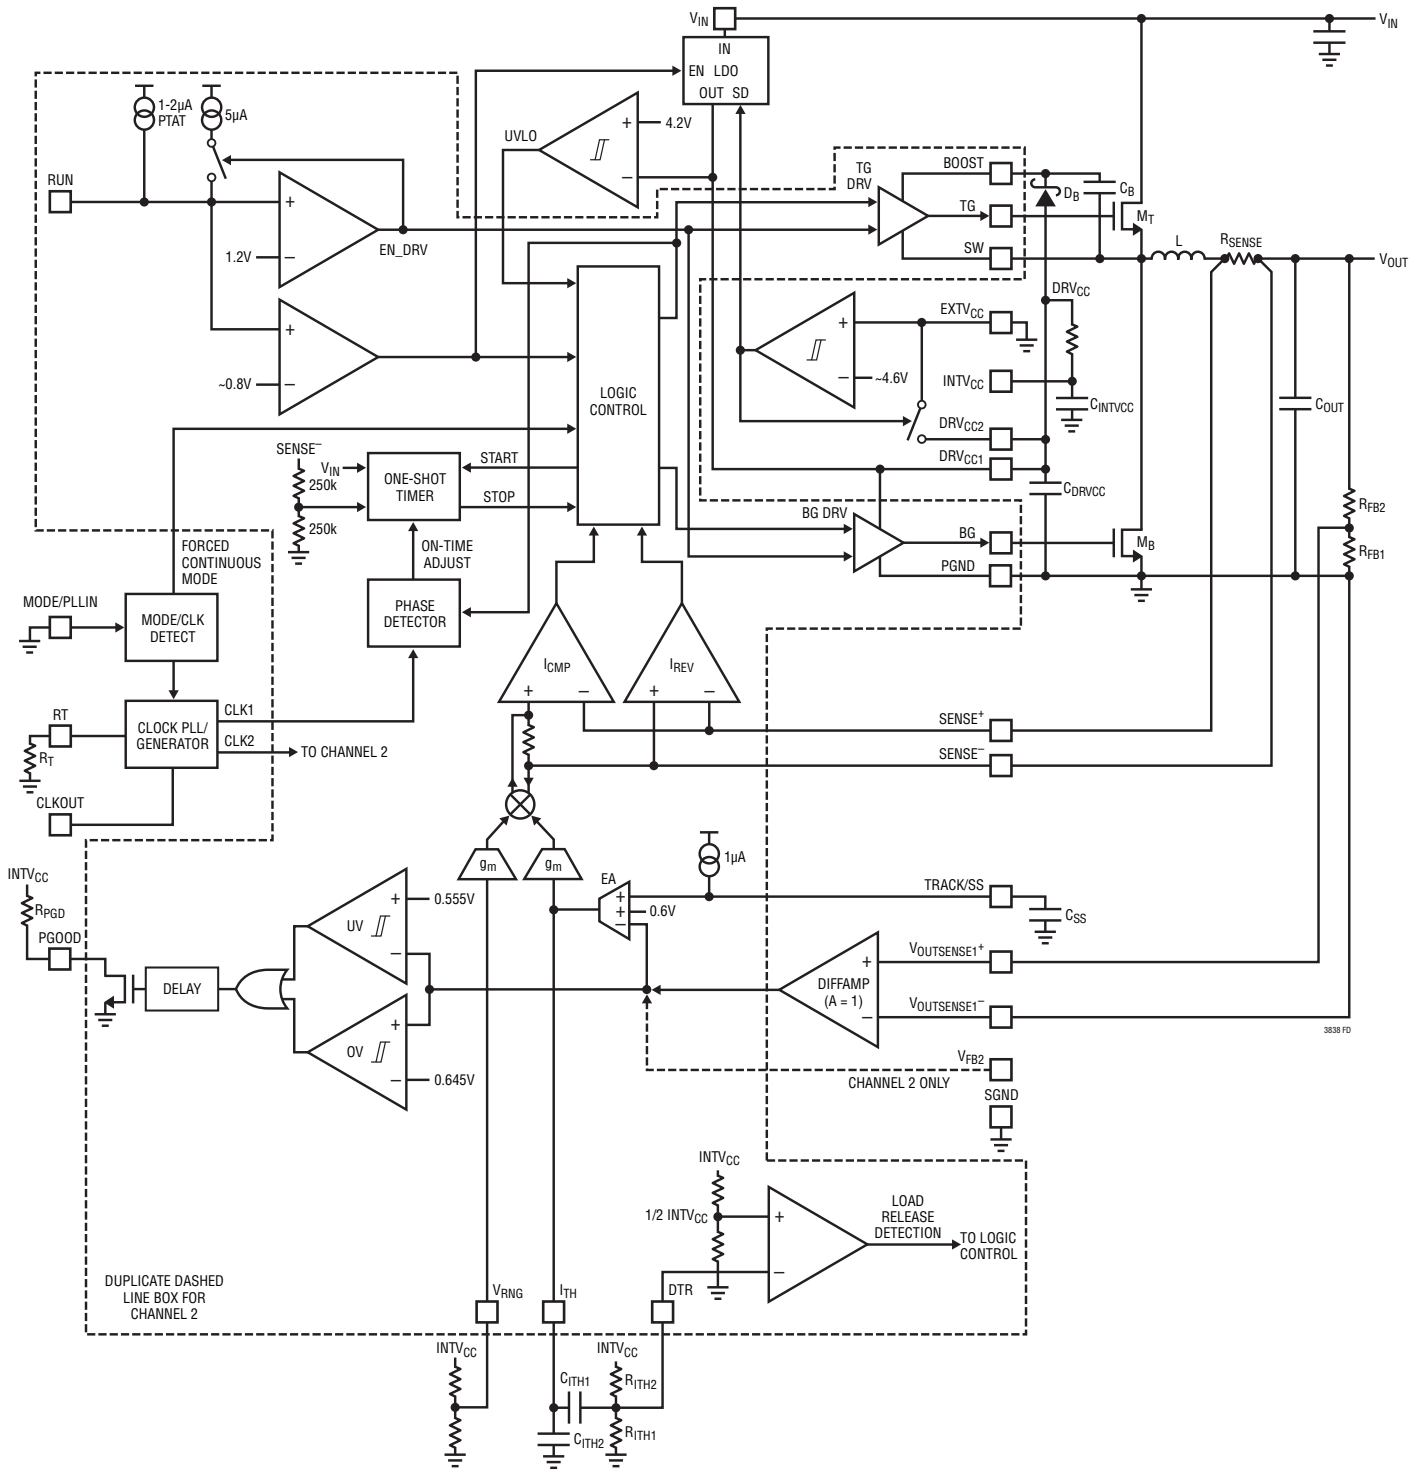 VIN
VIN
IN
EN LDO
OUT SD
1-2µA
PTAT
5µA
UVLO
+
4.2V
–
RUN
+
1.2V
–
EN_DRV
TG
DRV
BOOST
TG
SW
DB
CB
MT
L
RSENSE
VOUT
+
~0.8V
–
LOGIC
CONTROL
DRVCC
EXTVCC
+
–
~4.6V
INTVCC
CINTVCC
DRVCC2
DRVCC1
COUT
CDRVCC
SENSE–
VIN
250k
250k
ONE-SHOT
TIMER
START
STOP
BG DRV
BG
PGND
MB
RFB2
RFB1
FORCED
CONTINUOUS
MODE
ON-TIME
ADJUST
MODE/PLLIN
MODE/CLK
DETECT
PHASE
DETECTOR
ICMP
+
–
IREV
+
–
RT
RT
CLOCK PLL/
GENERATOR
CLK1
CLK2
TO CHANNEL 2
CLKOUT
SENSE+
SENSE–
gm
gm
1µA
EA
+
+
–
0.6V
TRACK/SS
CSS
INTVCC
RPGD
PGOOD
DELAY
UV
+
–
0.555V
OV
+
–
0.645V
DIFFAMP
(A = 1)
+
–
VOUTSENSE1+
VOUTSENSE1–
3838 FD
VFB2
CHANNEL 2 ONLY
SGND
INTVCC
1/2 INTVCC
+
–
LOAD
RELEASE
DETECTION
TO LOGIC
CONTROL
DUPLICATE DASHED
LINE BOX FOR
CHANNEL 2
VRNG
ITH
DTR
INTVCC
CITH1
INTVCC
RITH2
CITH2
RITH1